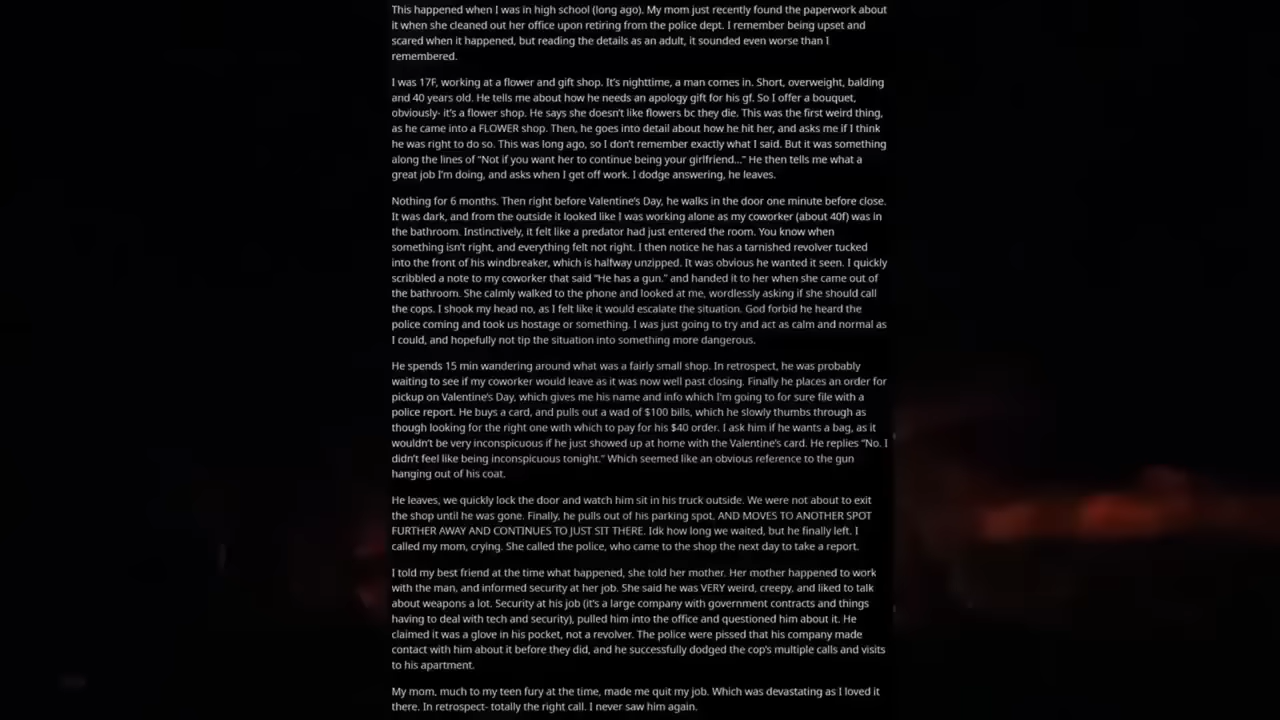 This happened when I was in high school (long ago). My mom just recently found the paperwork about
it when she cleaned out her office upon retiring from the police dept. I remember being upset and
scared when it happened, but reading the details as an adult, it sounded even worse than I
remembered.
I was 17F, working at a flower and gift shop. It's nighttime, a man comes in. Short, overweight, balding
and 40 years old. He tells me about how he needs an apology gift for his gf. So I offer a bouquet,
obviously- it's a flower shop. He says she doesn't like flowers bc they die. This was the first weird thing,
as he came into a FLOWER shop. Then, he goes into detail about how he hit her, and asks me if I think
he was right to do so. This was long ago, so I don't remember exactly what I said. But it was something
along the lines of "Not if you want her to continue being your girlfriend..." He then tells me what a
great job I'm doing, and asks when I get off work. I dodge answering, he leaves.
Nothing for 6 months. Then right before Valentine's Day, he walks in the door one minute before close.
It was dark, and from the outside it looked like I was working alone as my coworker (about 40f) was in
the bathroom. Instinctively, it felt like a predator had just entered the room. You know when
something isn't right, and everything felt not right. I then notice he has a tarnished revolver tucked
into the front of his windbreaker, which is halfway unzipped. It was obvious he wanted it seen. I quickly
scribbled a note to my coworker that said "He has a gun." and handed it to her when she came out of
the bathroom. She calmly walked to the phone and looked at me, wordlessly asking if she should call
the cops. I shook my head no, as I felt like it would escalate the situation. God forbid he heard the
police coming and took us hostage or something. I was just going to try and act as calm and normal as
I could, and hopefully not tip the situation into something more dangerous.
He spends 15 min wandering around what was a fairly small shop. In retrospect, he was probably
waiting to see if my coworker would leave as it was now well past closing. Finally he places an order for
pickup on Valentine's Day, which gives me his name and info which I'm going to for sure file with a
police report. He buys a card, and pulls out a wad of $100 bills, which he slowly thumbs through as
though looking for the right one with which to pay for his $40 order. I ask him if he wants a bag, as it
wouldn't be very inconspicuous if he just showed up at home with the Valentine's card. He replies "No. I
didn't feel like being inconspicuous tonight." Which seemed like an obvious reference to the gun
hanging out of his coat.
He leaves, we quickly lock the door and watch him sit in his truck outside. We were not about to exit
the shop until he was gone. Finally, he pulls out of his parking spot, AND MOVES TO ANOTHER SPOT
FURTHER AWAY AND CONTINUES TO JUST SIT THERE. Idk how long we waited, but he finally left. I
called my mom, crying. She called the police, who came to the shop the next day to take a report.
I told my best friend at the time what happened, she told her mother. Her mother happened to work
with the man, and informed security at her job. She said he was VERY weird, creepy, and liked to talk
about weapons a lot. Security at his job (it's a large company with government contracts and things
having to deal with tech and security), pulled him into the office and questioned him about it. He
claimed it was a glove in his pocket, not a revolver. The police were pissed that his company made
contact with him about it before they did, and he successfully dodged the cop's multiple calls and visits
to his apartment.
My mom, much to my teen fury at the time, made me quit my job. Which was devastating as I loved it
there. In retrospect- totally the right call. I never saw him again.